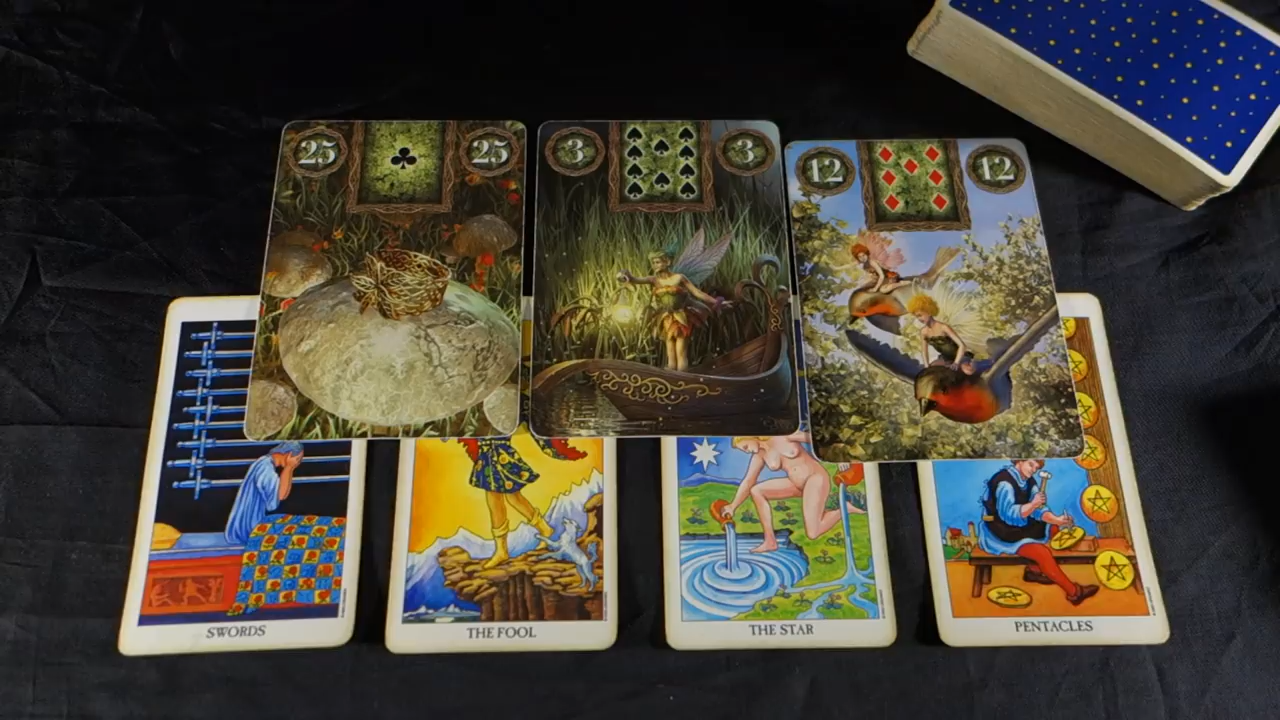 25 25
3 3
12 12
SWORDS
THE FOOL
THE STAR
PENTACLES